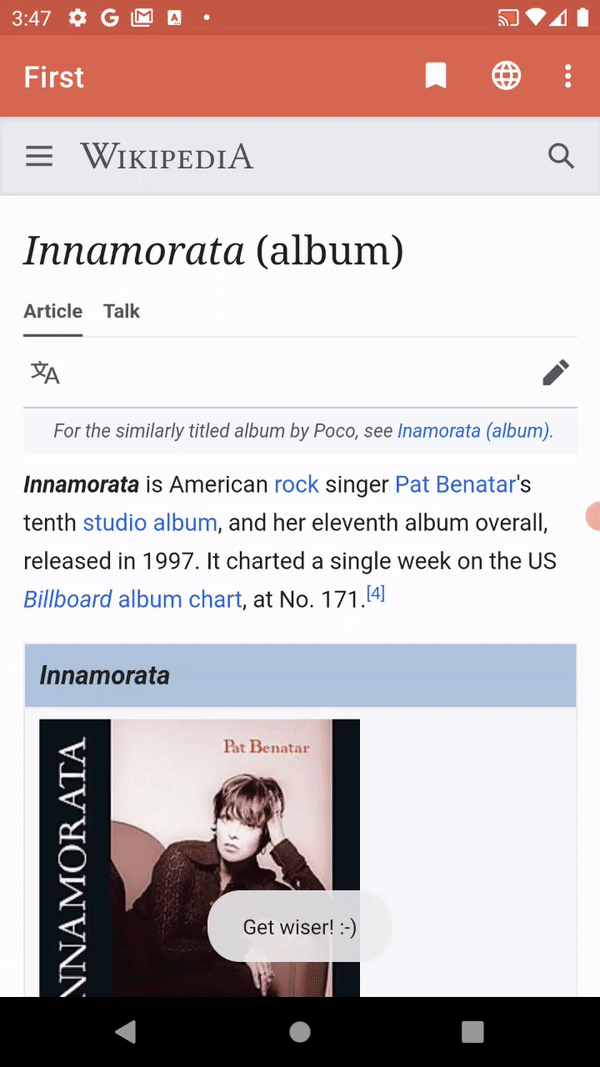 3:47
First
WIKIPEDIA
Innamorata (album)
Article Talk
For the similarly titled album by Poco, see Inamorata (album).
Innamorata is American rock singer Pat Benatar's
tenth studio album, and her eleventh album overall,
released in 1997. It charted a single week on the US
Billboard album chart, at No. 171.[4]
Innamorata
Pat Benatar
INNAMORATA
Get wiser! :-)